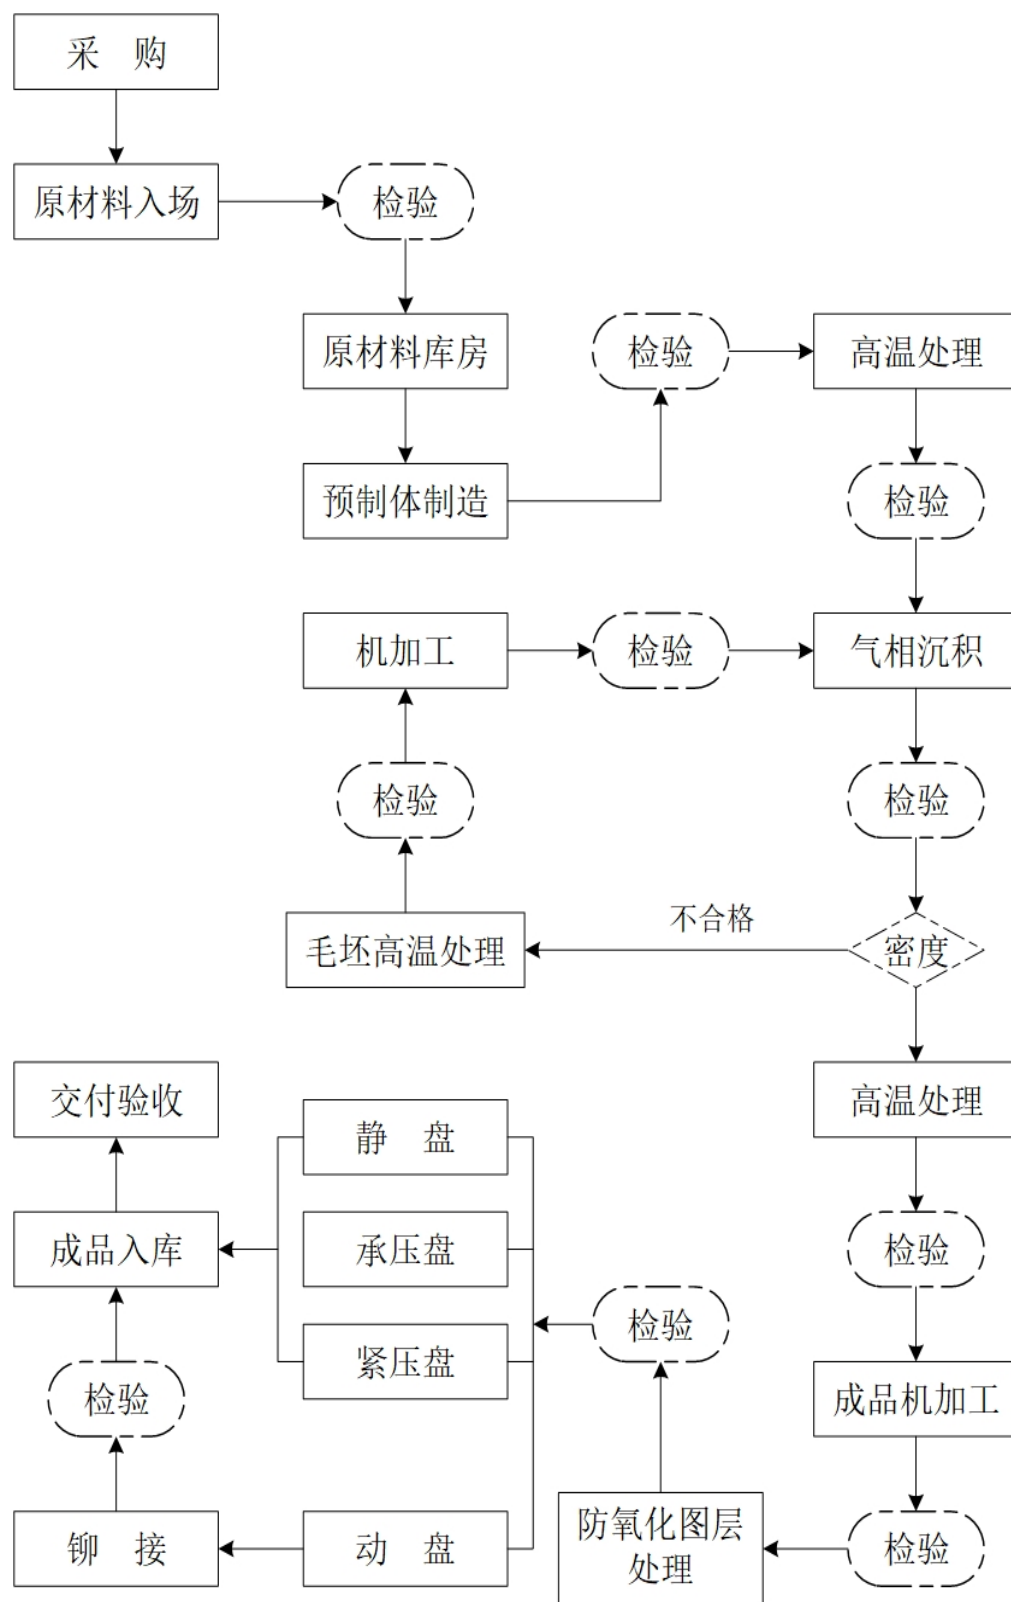 采 购
原材料入场
检验
原材料库房
检验
高温处理
预制体制造
检验
机加工
检验
气相沉积
检验
检验
不合格
毛坯高温处理
密度
交付验收
静 盘
高温处理
成品入库
承压盘
检验
检验
紧压盘
检验
成品机加工
铆 接
动 盘
防氧化图层
处理
检验